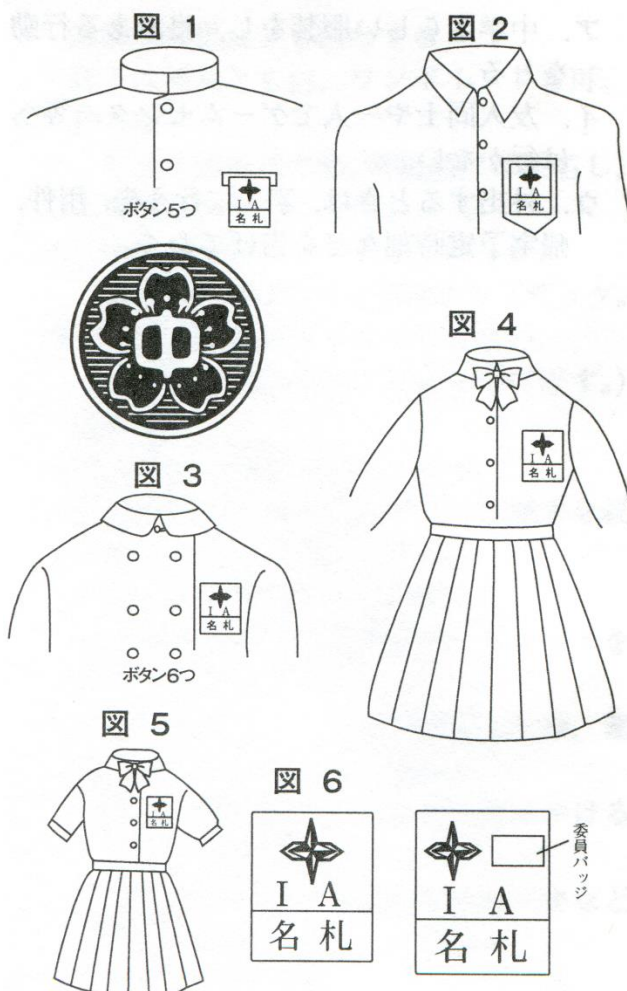 図 1
I A
名 札
ボタン5つ
中
図 2
I A
名 札
図 3
I A
名 札
ボタン6つ
図 4
I A
名 札
図 5
I A
名 札
図 6
I A
名 札
委員バッジ
I A
名 札